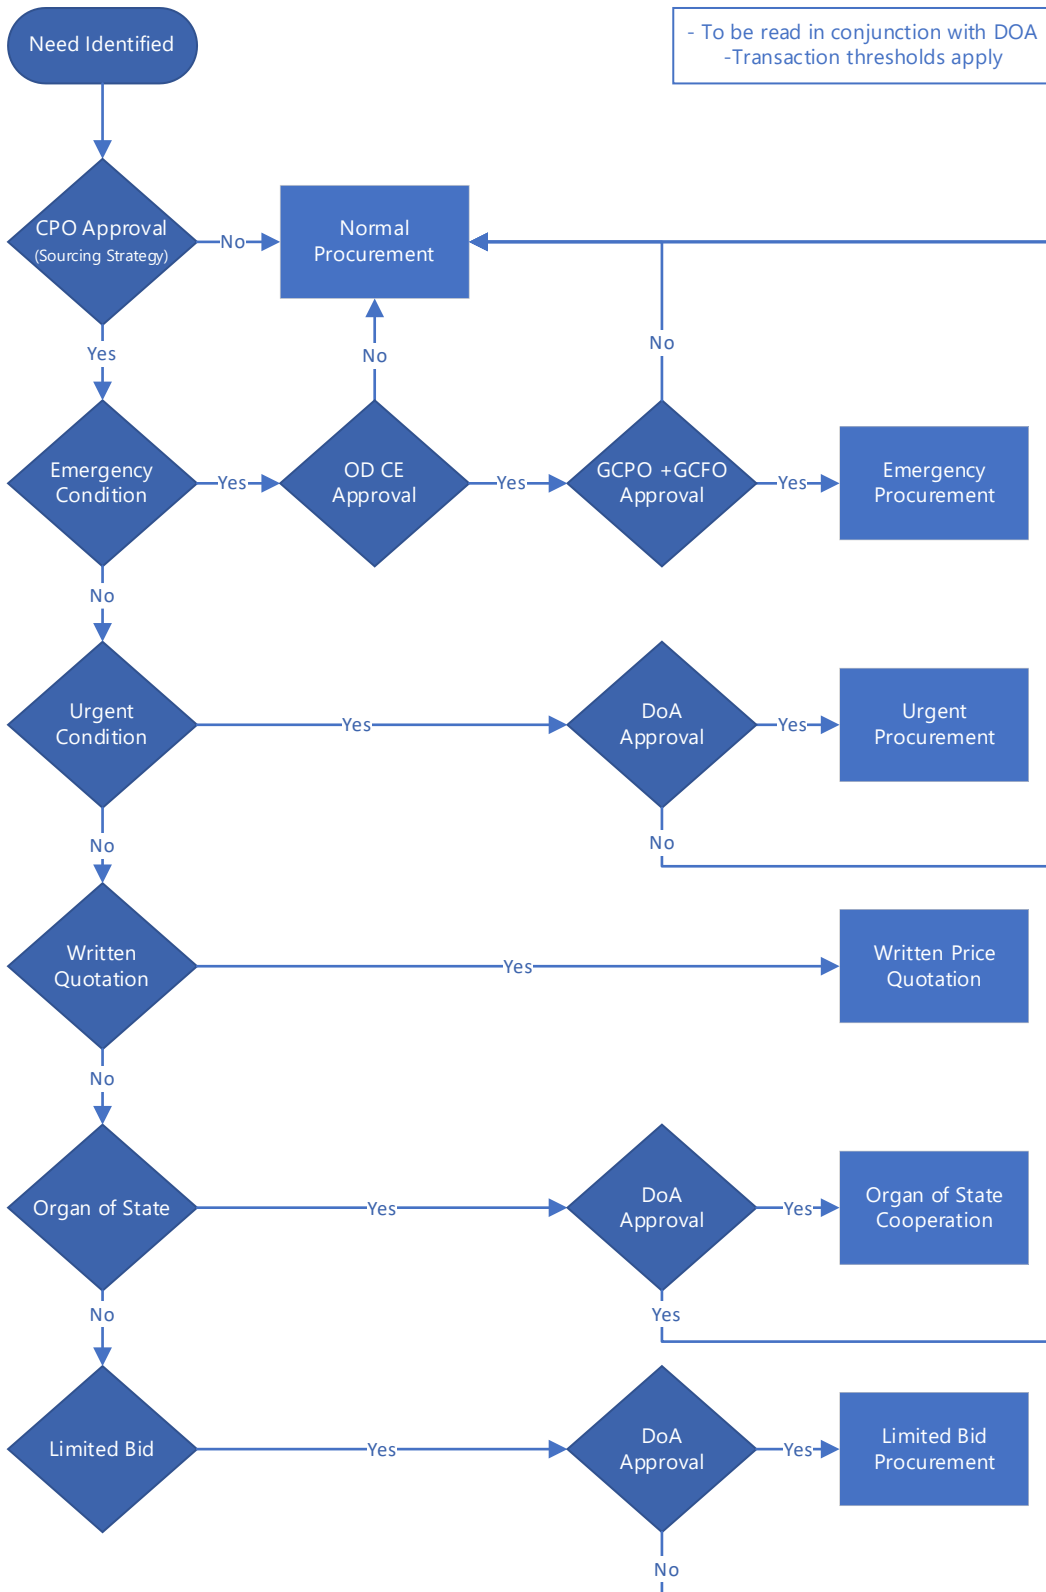 Need Identified
- To be read in conjunction with DOA
-Transaction thresholds apply
CPO Approval
(Sourcing Strategy)
No
Normal
Procurement
Yes
No
No
Emergency
Condition
Yes
OD CE
Approval
Yes
GCPO +GCFO
Approval
Yes
Emergency
Procurement
No
Urgent
Condition
Yes
DoA
Approval
Yes
Urgent
Procurement
No
No
Written
Quotation
Yes
Written Price
Quotation
No
Organ of State
Yes
DoA
Approval
Yes
Organ of State
Cooperation
No
Yes
Limited Bid
Yes
DoA
Approval
Yes
Limited Bid
Procurement
No